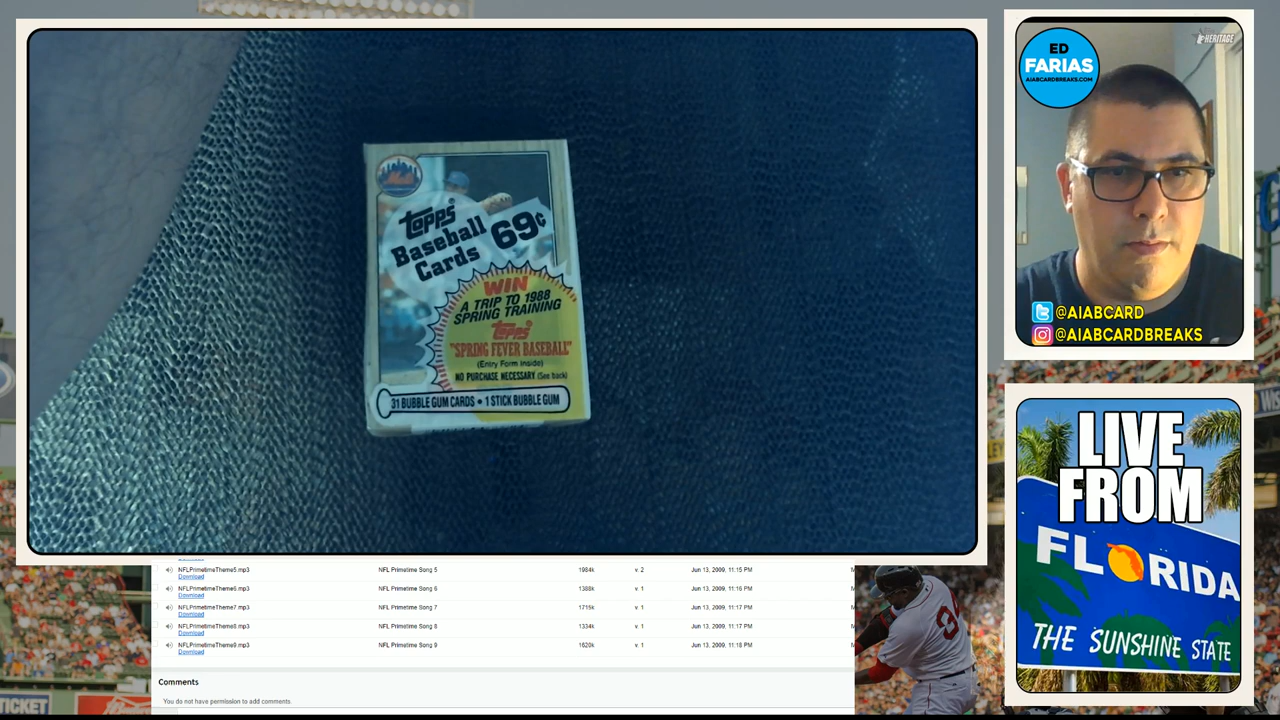 Topps
Baseball
Cards
69¢
WIN
A TRIP TO 1988
SPRING TRAINING
Topps
"SPRING FEVER BASEBALL"
(Entry Form Inside)
NO PURCHASE NECESSARY (See back)
31 BUBBLE GUM CARDS • 1 STICK BUBBLE GUM
HERITAGE
ED
FARIAS
AIABCARDBREAKS.COM
@AIABCARD
@AIABCARDBREAKS
LIVE
FROM
FLORIDA
THE SUNSHINE STATE
NFLPrimetimeTheme5.mp3 NFL Primetime Song 5 1984k v. 2 Jun 13, 2009, 11:15 PM
Download
NFLPrimetimeTheme6.mp3 NFL Primetime Song 6 1388k v. 1 Jun 13, 2009, 11:16 PM
Download
NFLPrimetimeTheme7.mp3 NFL Primetime Song 7 1715k v. 1 Jun 13, 2009, 11:17 PM
Download
NFLPrimetimeTheme8.mp3 NFL Primetime Song 8 1334k v. 1 Jun 13, 2009, 11:17 PM
Download
NFLPrimetimeTheme9.mp3 NFL Primetime Song 9 1620k v. 1 Jun 13, 2009, 11:18 PM
Download
Comments
You do not have permission to add comments.
TICKET